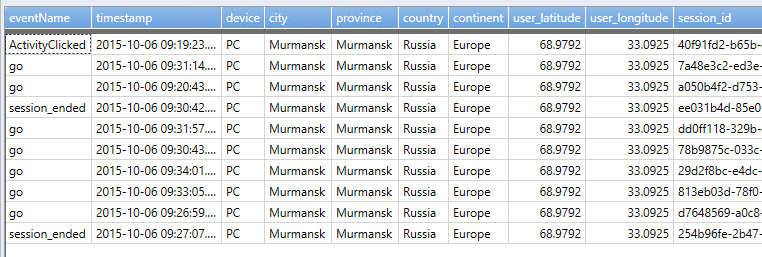 eventName timestamp device city province country continent user_latitude user_longitude session_id
ActivityClicked 2015-10-06 09:19:23.... PC Murmansk Murmansk Russia Europe 68.9792 33.0925 40f91fd2-b65b-
go 2015-10-06 09:31:14.... PC Murmansk Murmansk Russia Europe 68.9792 33.0925 7a48e3c2-ed3e-
go 2015-10-06 09:20:43.... PC Murmansk Murmansk Russia Europe 68.9792 33.0925 a050b4f2-d753-
session_ended 2015-10-06 09:30:42.... PC Murmansk Murmansk Russia Europe 68.9792 33.0925 ee031b4d-85e0
go 2015-10-06 09:31:57.... PC Murmansk Murmansk Russia Europe 68.9792 33.0925 dd0ff118-329b-
go 2015-10-06 09:30:43.... PC Murmansk Murmansk Russia Europe 68.9792 33.0925 78b9875c-033c-
go 2015-10-06 09:34:01.... PC Murmansk Murmansk Russia Europe 68.9792 33.0925 29d2f8bc-e4dc-
go 2015-10-06 09:33:05.... PC Murmansk Murmansk Russia Europe 68.9792 33.0925 813eb03d-78f0-
go 2015-10-06 09:26:59.... PC Murmansk Murmansk Russia Europe 68.9792 33.0925 d7648569-a0c8-
session_ended 2015-10-06 09:27:07.... PC Murmansk Murmansk Russia Europe 68.9792 33.0925 254b96fe-2b47-